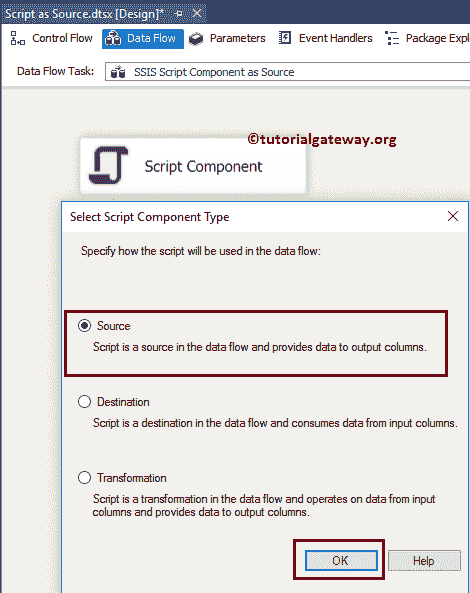 Script as Source.dtsx [Design]*
Control Flow Data Flow Parameters Event Handlers Package Expl
Data Flow Task: SSIS Script Component as Source
©tutorialgateway.org
Script Component
Select Script Component Type
Specify how the script will be used in the data flow:
Source
Script is a source in the data flow and provides data to output columns.
Destination
Script is a destination in the data flow and consumes data from input columns.
Transformation
Script is a transformation in the data flow and operates on data from input
columns and provides data to output columns.
OK Help